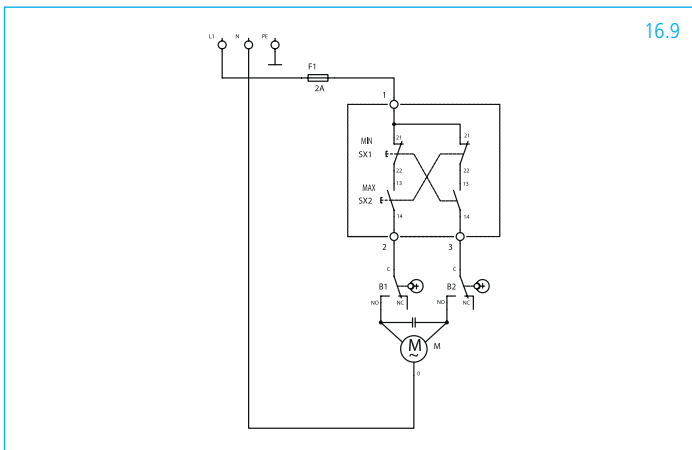 16.9
L1 N PE
F1
2A
1
MIN 21 21
SX1
22 22
13 13
MAX
SX2
14 14
2 3
C C
B1 B2
NO NC NO NC
M
~
M
0